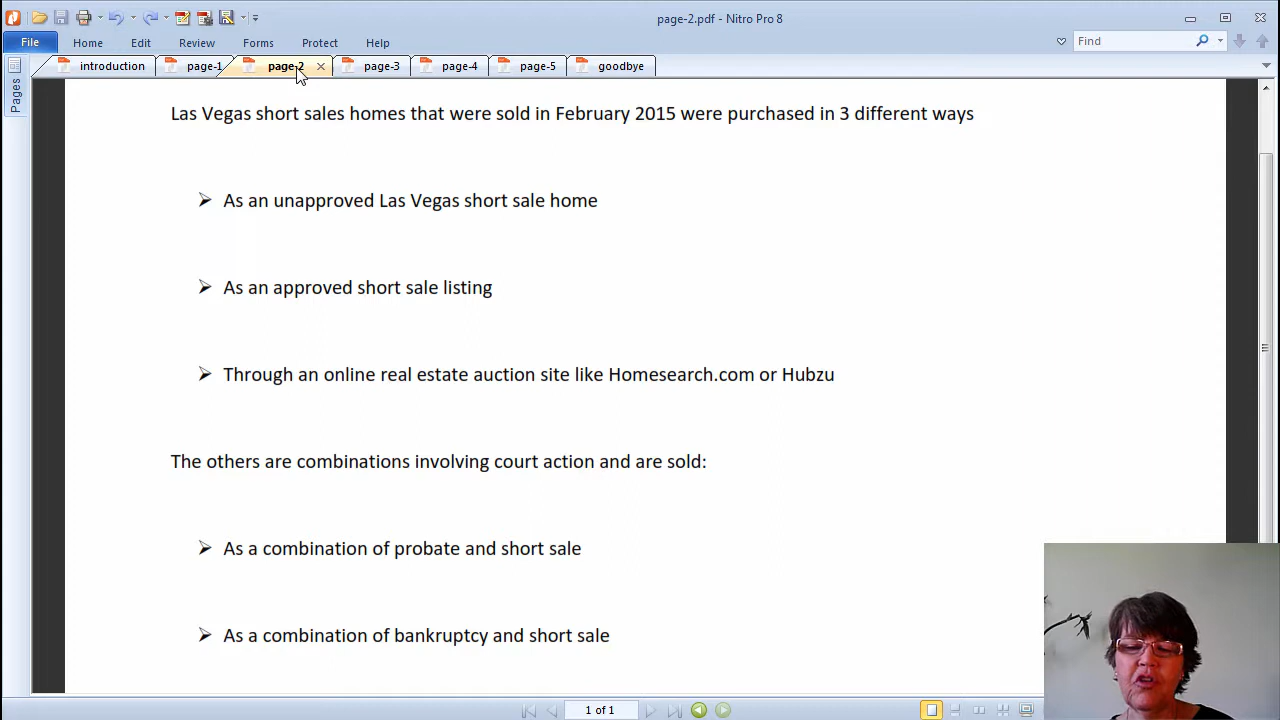 page-2.pdf - Nitro Pro 8
File Home Edit Review Forms Protect Help Find
introduction page-1 page-2 page-3 page-4 page-5 goodbye
Pages
Las Vegas short sales homes that were sold in February 2015 were purchased in 3 different ways
➢ As an unapproved Las Vegas short sale home
➢ As an approved short sale listing
➢ Through an online real estate auction site like Homesearch.com or Hubzu
The others are combinations involving court action and are sold:
➢ As a combination of probate and short sale
➢ As a combination of bankruptcy and short sale
1 of 1